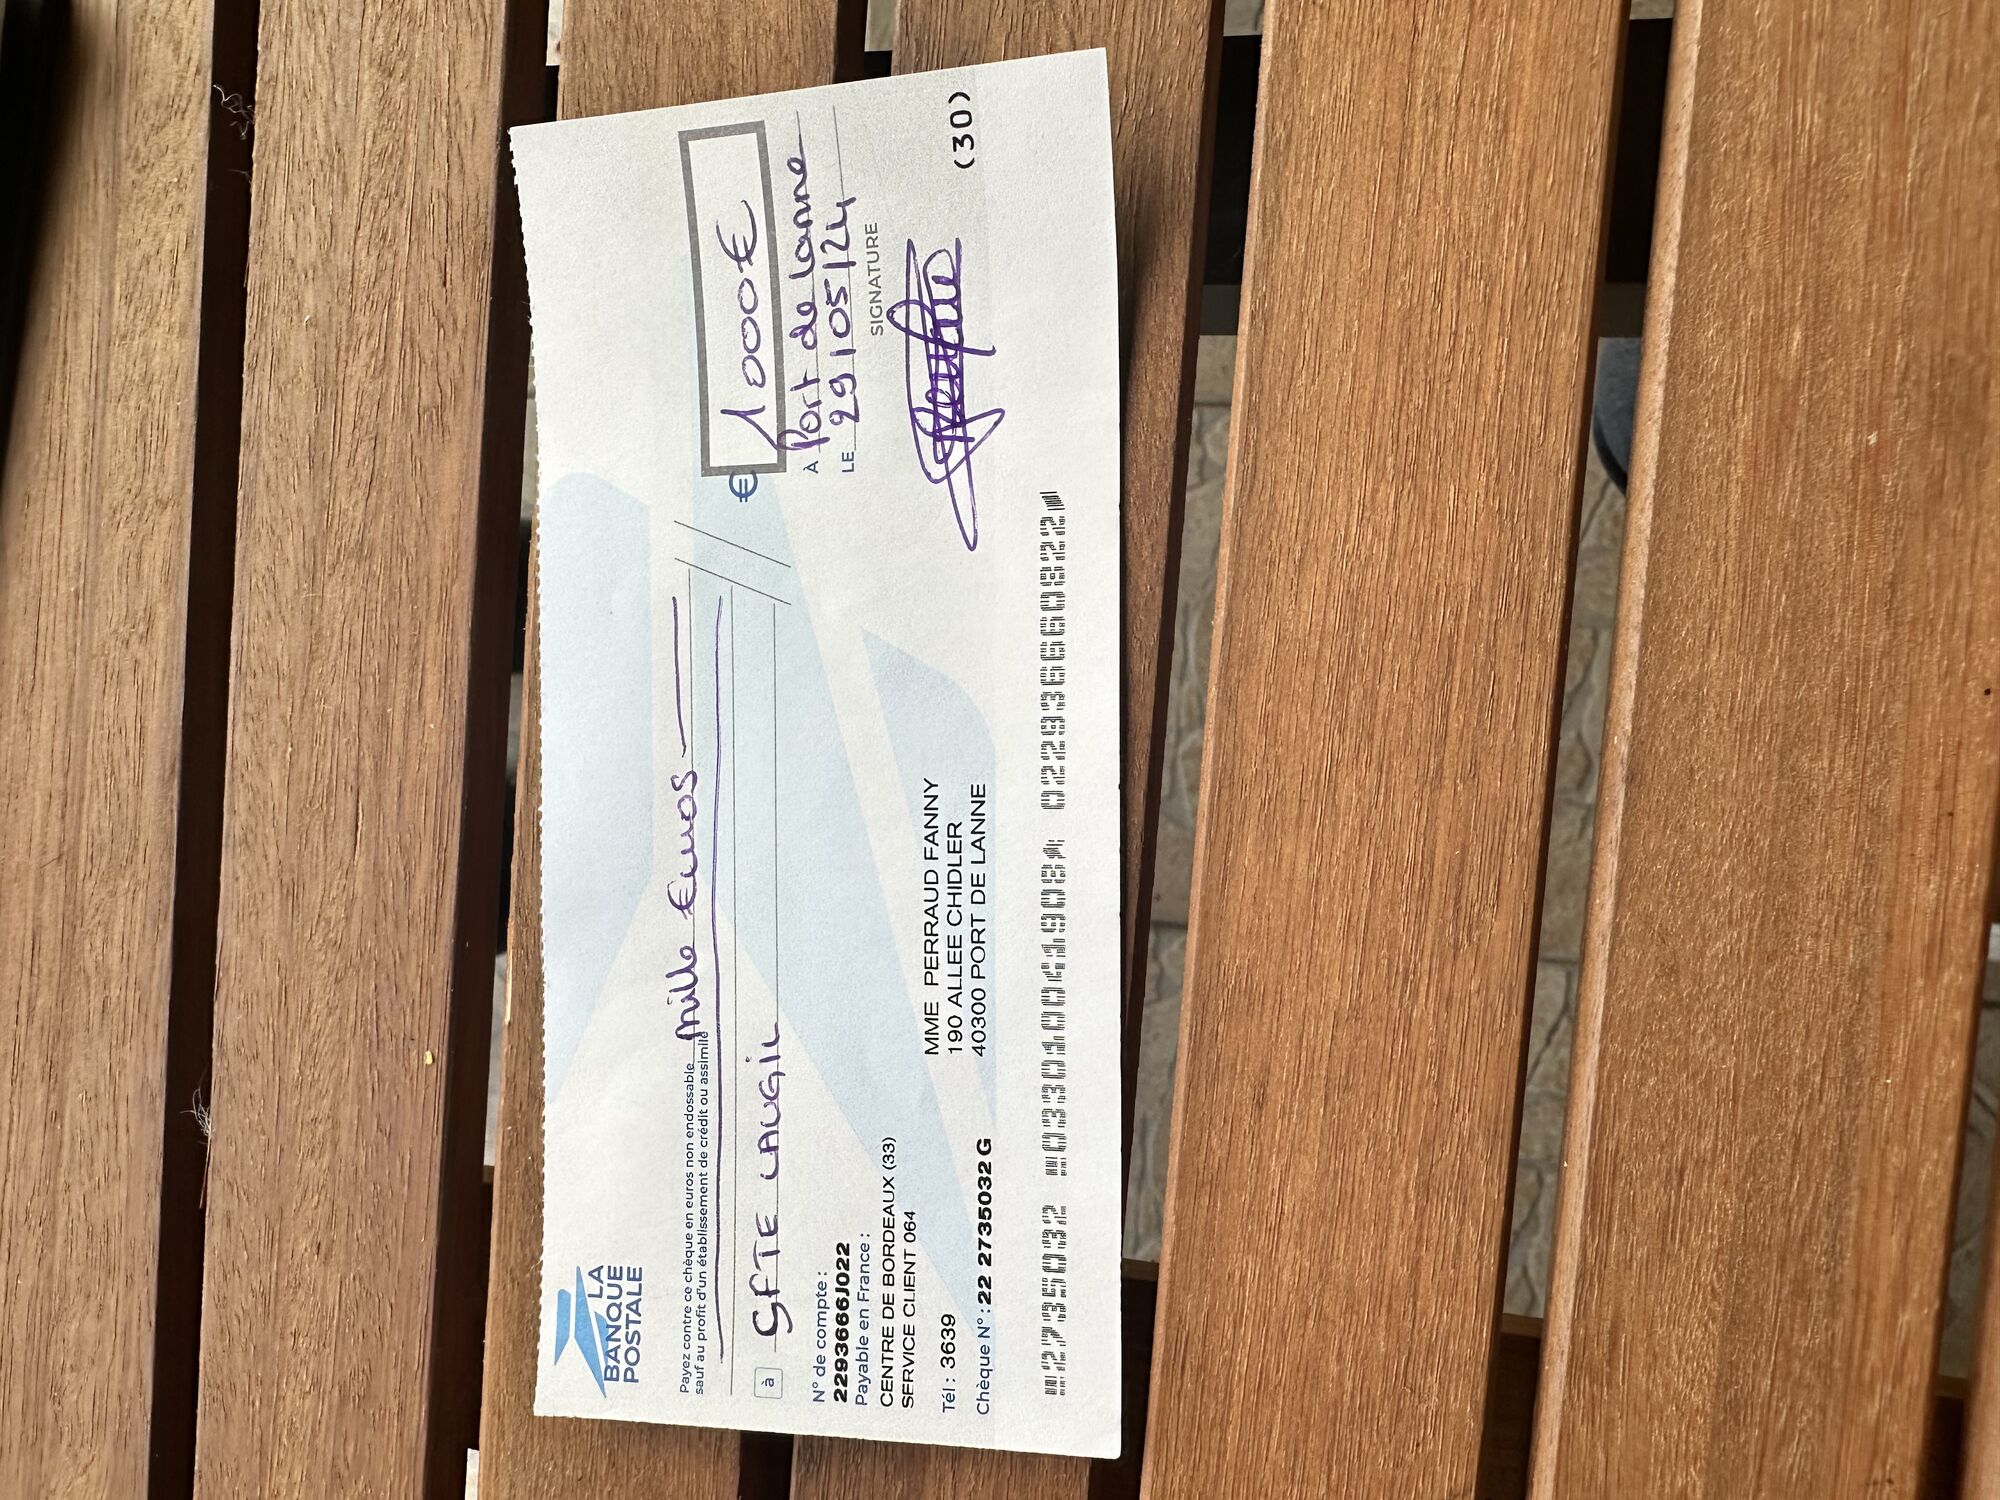 LA
BANQUE
POSTALE
Payez contre ce chèque en euros non endossable
sauf au profit d'un établissement de crédit ou assimilé
Mille Euros
€ 1000€
à GFTE LAUGIL
À Port de Lanne
LE 29/05/24
SIGNATURE
N° de compte :
2293666J022
Payable en France :
CENTRE DE BORDEAUX (33)
SERVICE CLIENT 064
Tél : 3639
Chèque N° : 22 2735032 G
MME PERRAUD FANNY
190 ALLEE CHIDLER
40300 PORT DE LANNE
(30)